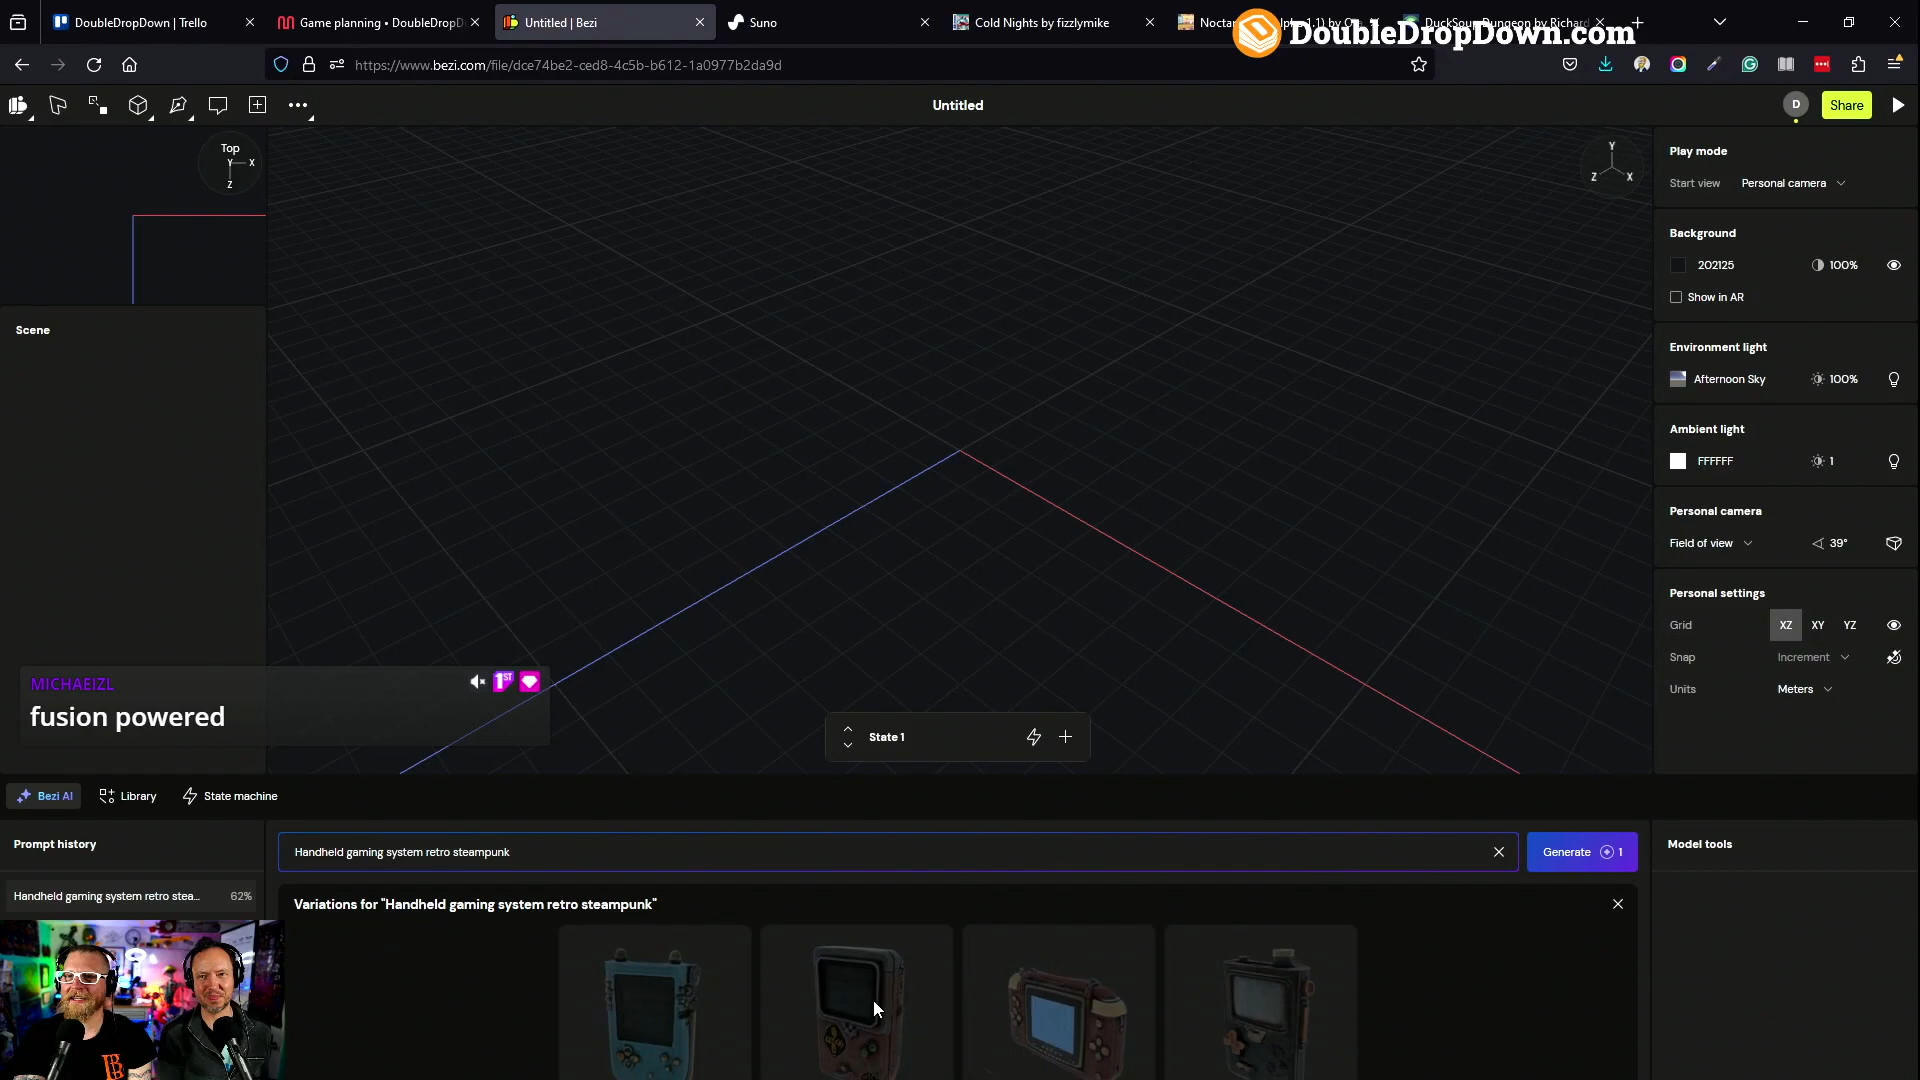 DoubleDropDown | Trello
Game planning • DoubleDropD
Untitled | Bezi
Suno
Cold Nights by fizzlymike
DuckSoup Dungeon by Richard
DoubleDropDown.com
https://www.bezi.com/file/dce74be2-ced8-4c5b-b612-1a0977b2da9d
Untitled
D
Share
Top
Y
X
Z
Y
Z
X
Scene
Play mode
Start view
Personal camera
Background
202125
100%
Show in AR
Environment light
Afternoon Sky
100%
Ambient light
FFFFFF
1
Personal camera
Field of view
39°
Personal settings
Grid
XZ
XY
YZ
Snap
Increment
Units
Meters
MICHAEIZL
1ST
fusion powered
State 1
Bezi AI
Library
State machine
Prompt history
Handheld gaming system retro steampunk
Generate
1
Model tools
Handheld gaming system retro stea...
62%
Variations for "Handheld gaming system retro steampunk"